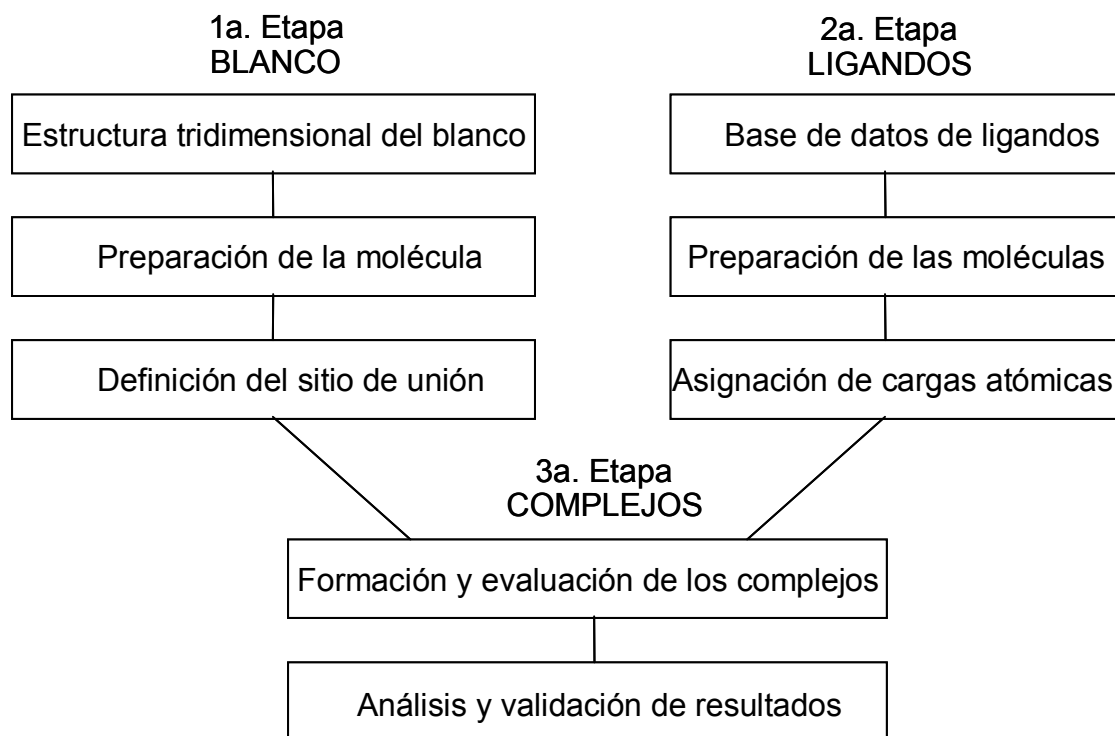 1a. Etapa
BLANCO
Estructura tridimensional del blanco
Preparación de la molécula
Definición del sitio de unión
2a. Etapa
LIGANDOS
Base de datos de ligandos
Preparación de las moléculas
Asignación de cargas atómicas
3a. Etapa
COMPLEJOS
Formación y evaluación de los complejos
Análisis y validación de resultados